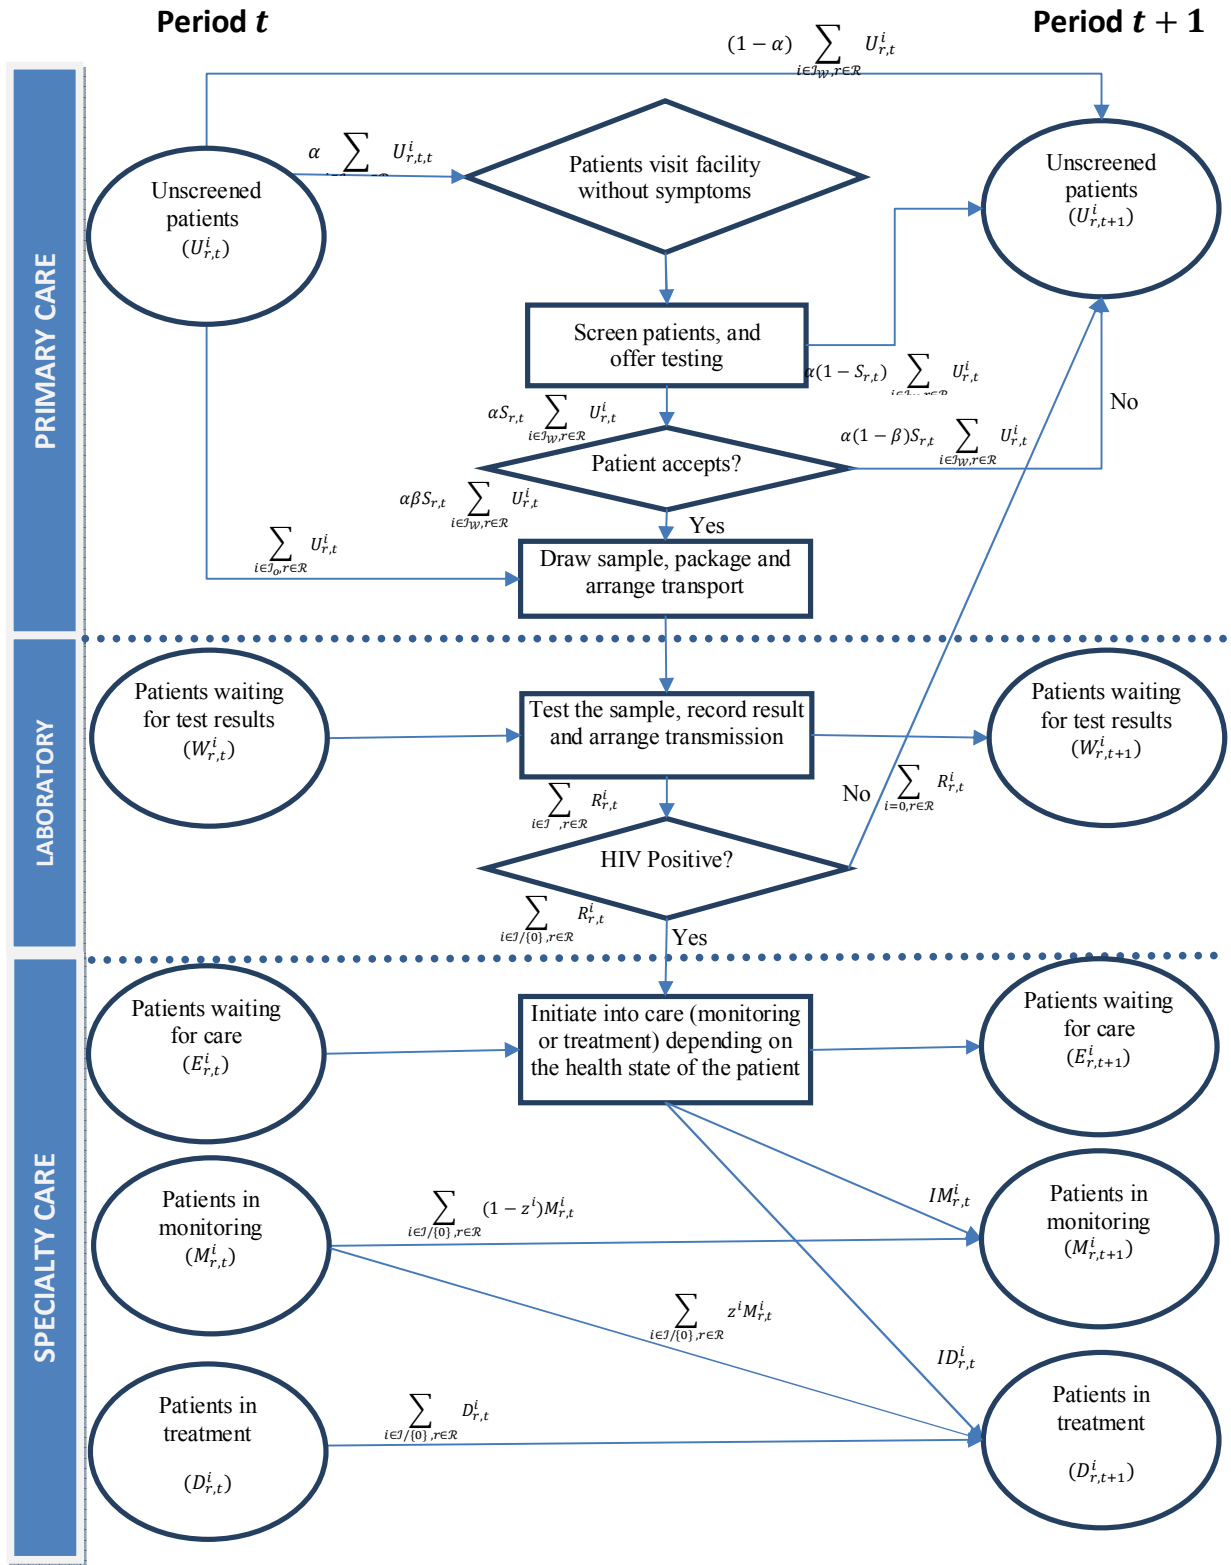 Period t
Period t + 1
PRIMARY CARE
(1 − α) ∑ U^i_{r,t}
i∈ℐ_W,r∈ℛ
α ∑ U^i_{r,t,t}
Patients visit facility
without symptoms
Unscreened
patients
(U^i_{r,t})
Unscreened
patients
(U^i_{r,t+1})
Screen patients, and
offer testing
α(1 − S_{r,t}) ∑ U^i_{r,t}
No
αS_{r,t} ∑ U^i_{r,t}
i∈ℐ_W,r∈ℛ
Patient accepts?
α(1 − β)S_{r,t} ∑ U^i_{r,t}
i∈ℐ_W,r∈ℛ
αβS_{r,t} ∑ U^i_{r,t}
i∈ℐ_W,r∈ℛ
Yes
∑ U^i_{r,t}
i∈ℐ_o,r∈ℛ
Draw sample, package and
arrange transport
LABORATORY
Patients waiting
for test results
(W^i_{r,t})
Test the sample, record result
and arrange transmission
Patients waiting
for test results
(W^i_{r,t+1})
∑ R^i_{r,t}
i∈ℐ ,r∈ℛ
No
∑ R^i_{r,t}
i=0,r∈ℛ
HIV Positive?
∑ R^i_{r,t}
i∈ℐ/{0},r∈ℛ
Yes
SPECIALTY CARE
Patients waiting
for care
(E^i_{r,t})
Initiate into care (monitoring
or treatment) depending on
the health state of the patient
Patients waiting
for care
(E^i_{r,t+1})
Patients in
monitoring
(M^i_{r,t})
∑ (1 − z^i)M^i_{r,t}
i∈ℐ/{0},r∈ℛ
IM^i_{r,t}
Patients in
monitoring
(M^i_{r,t+1})
∑ z^i M^i_{r,t}
i∈ℐ/{0},r∈ℛ
ID^i_{r,t}
Patients in
treatment
(D^i_{r,t})
∑ D^i_{r,t}
i∈ℐ/{0},r∈ℛ
Patients in
treatment
(D^i_{r,t+1})